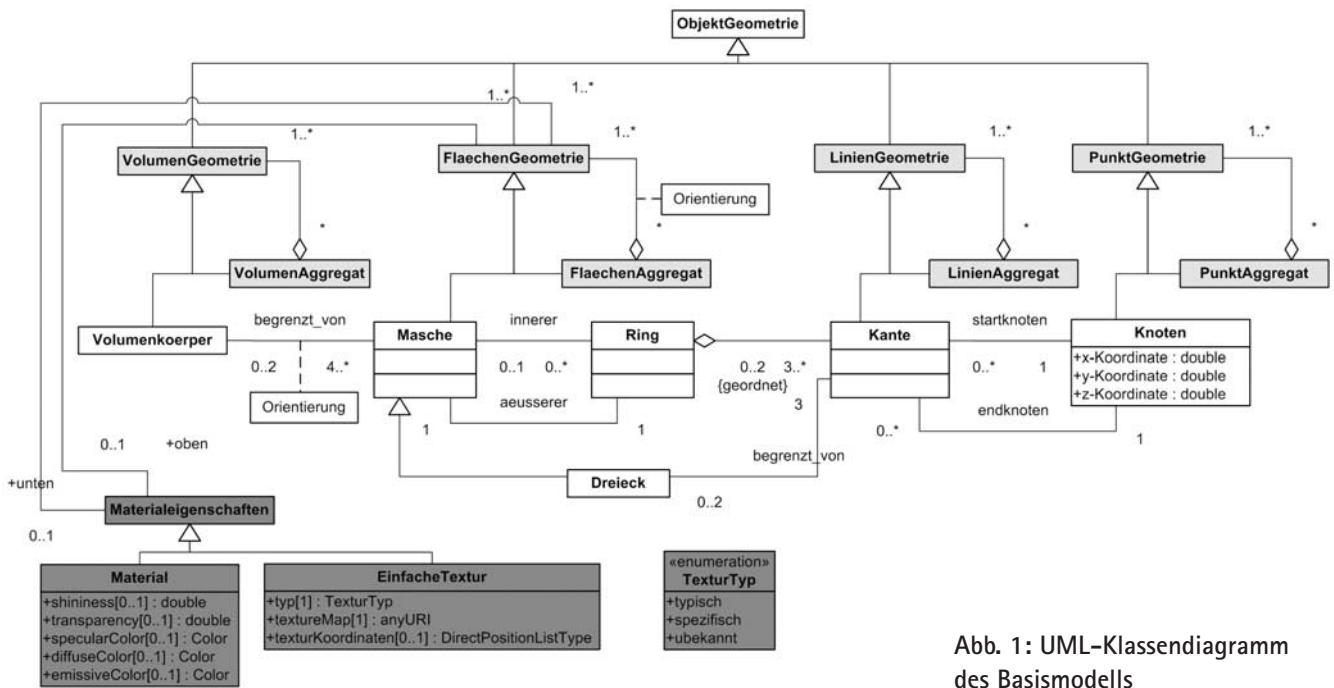 ObjektGeometrie
1..*
1..*
1..*
1..*
1..*
1..*
VolumenGeometrie
FlaechenGeometrie
LinienGeometrie
PunktGeometrie
Orientierung
*
*
*
*
VolumenAggregat
FlaechenAggregat
LinienAggregat
PunktAggregat
begrenzt_von
innerer
startknoten
Volumenkoerper
Masche
Ring
Kante
Knoten
+x-Koordinate : double
+y-Koordinate : double
+z-Koordinate : double
0..2
4..*
0..1
0..*
0..2
3..*
0..*
1
{geordnet}
Orientierung
aeusserer
3
endknoten
1
1
0..*
1
0..1
+oben
begrenzt_von
+unten
Dreieck
0..2
Materialeigenschaften
0..1
Material
+shininess[0..1] : double
+transparency[0..1] : double
+specularColor[0..1] : Color
+diffuseColor[0..1] : Color
+emissiveColor[0..1] : Color
EinfacheTextur
+typ[1] : TexturTyp
+textureMap[1] : anyURI
+texturKoordinaten[0..1] : DirectPositionListType
«enumeration»
TexturTyp
+typisch
+spezifisch
+ubekannt
Abb. 1: UML-Klassendiagramm
des Basismodells